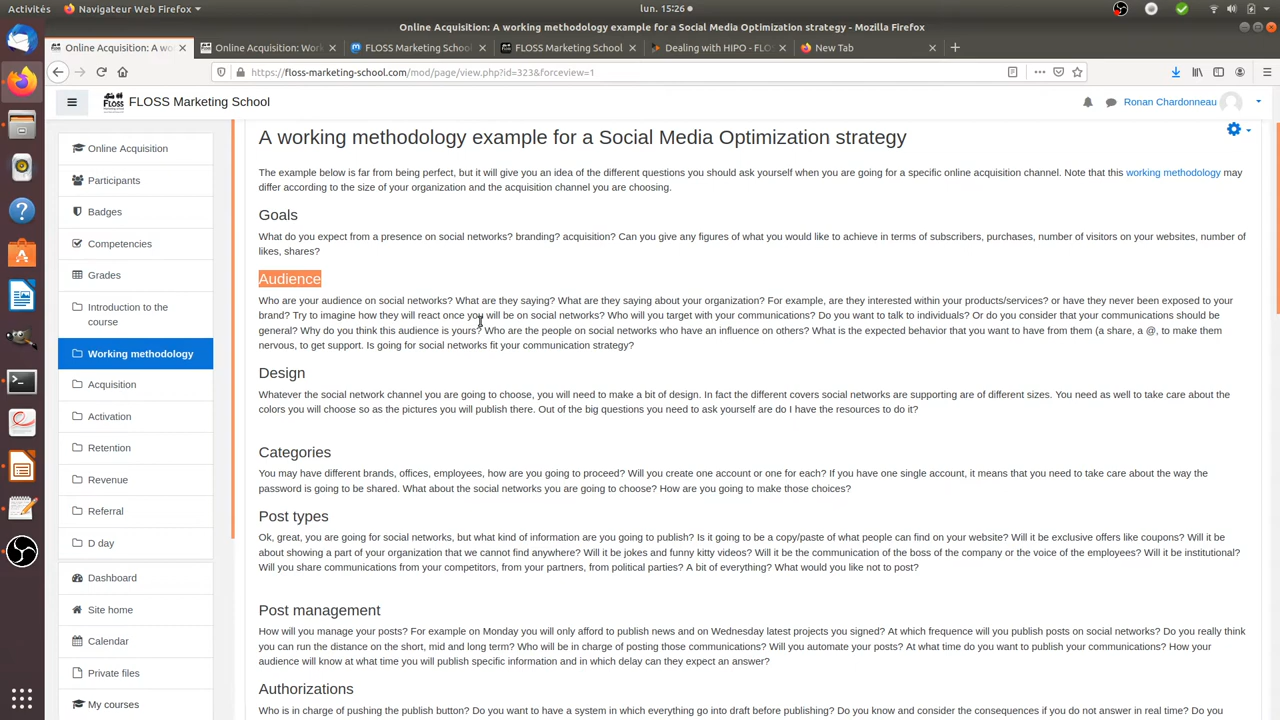 Activités
Navigateur Web Firefox
lun. 15:26
Online Acquisition: A working methodology example for a Social Media Optimization strategy - Mozilla Firefox
Online Acquisition: A wo
Online Acquisition: Work
FLOSS Marketing School
FLOSS Marketing School
Dealing with HIPO - FLOS
New Tab
https://floss-marketing-school.com/mod/page/view.php?id=323&forceview=1
FLOSS
FLOSS Marketing School
Ronan Chardonneau
Online Acquisition
Participants
Badges
Competencies
Grades
Introduction to the
course
Working methodology
Acquisition
Activation
Retention
Revenue
Referral
D day
Dashboard
Site home
Calendar
Private files
My courses
A working methodology example for a Social Media Optimization strategy
The example below is far from being perfect, but it will give you an idea of the different questions you should ask yourself when you are going for a specific online acquisition channel. Note that this working methodology may
differ according to the size of your organization and the acquisition channel you are choosing.
Goals
What do you expect from a presence on social networks? branding? acquisition? Can you give any figures of what you would like to achieve in terms of subscribers, purchases, number of visitors on your websites, number of
likes, shares?
Audience
Who are your audience on social networks? What are they saying? What are they saying about your organization? For example, are they interested within your products/services? or have they never been exposed to your
brand? Try to imagine how they will react once you will be on social networks? Who will you target with your communications? Do you want to talk to individuals? Or do you consider that your communications should be
general? Why do you think this audience is yours? Who are the people on social networks who have an influence on others? What is the expected behavior that you want to have from them (a share, a @, to make them
nervous, to get support. Is going for social networks fit your communication strategy?
Design
Whatever the social network channel you are going to choose, you will need to make a bit of design. In fact the different covers social networks are supporting are of different sizes. You need as well to take care about the
colors you will choose so as the pictures you will publish there. Out of the big questions you need to ask yourself are do I have the resources to do it?
Categories
You may have different brands, offices, employees, how are you going to proceed? Will you create one account or one for each? If you have one single account, it means that you need to take care about the way the
password is going to be shared. What about the social networks you are going to choose? How are you going to make those choices?
Post types
Ok, great, you are going for social networks, but what kind of information are you going to publish? Is it going to be a copy/paste of what people can find on your website? Will it be exclusive offers like coupons? Will it be
about showing a part of your organization that we cannot find anywhere? Will it be jokes and funny kitty videos? Will it be the communication of the boss of the company or the voice of the employees? Will it be institutional?
Will you share communications from your competitors, from your partners, from political parties? A bit of everything? What would you like not to post?
Post management
How will you manage your posts? For example on Monday you will only afford to publish news and on Wednesday latest projects you signed? At which frequence will you publish posts on social networks? Do you really think
you can run the distance on the short, mid and long term? Who will be in charge of posting those communications? Will you automate your posts? At what time do you want to publish your communications? How your
audience will know at what time you will publish specific information and in which delay can they expect an answer?
Authorizations
Who is in charge of pushing the publish button? Do you want to have a system in which everything go into draft before publishing? Do you know and consider the consequences if you do not answer in real time? Do you